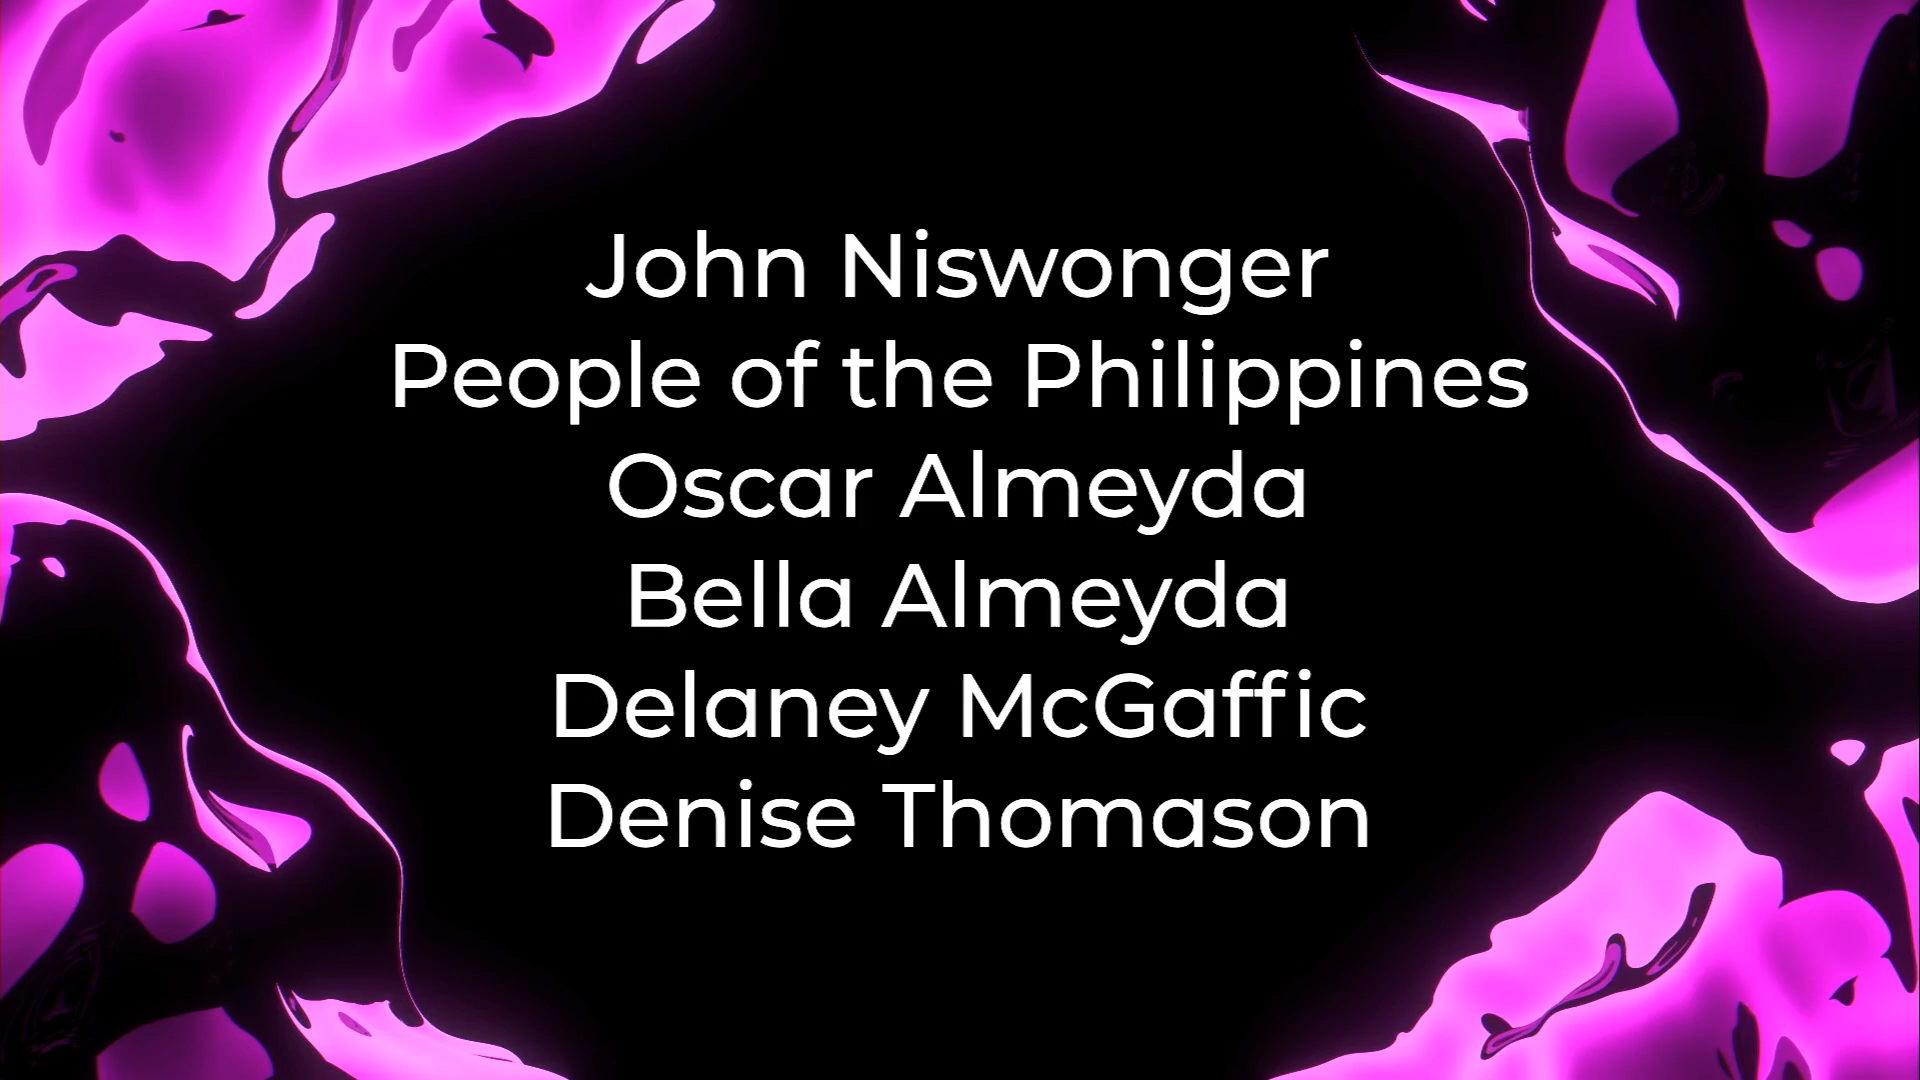 John Niswonger
People of the Philippines
Oscar Almeyda
Bella Almeyda
Delaney McGaffic
Denise Thomason